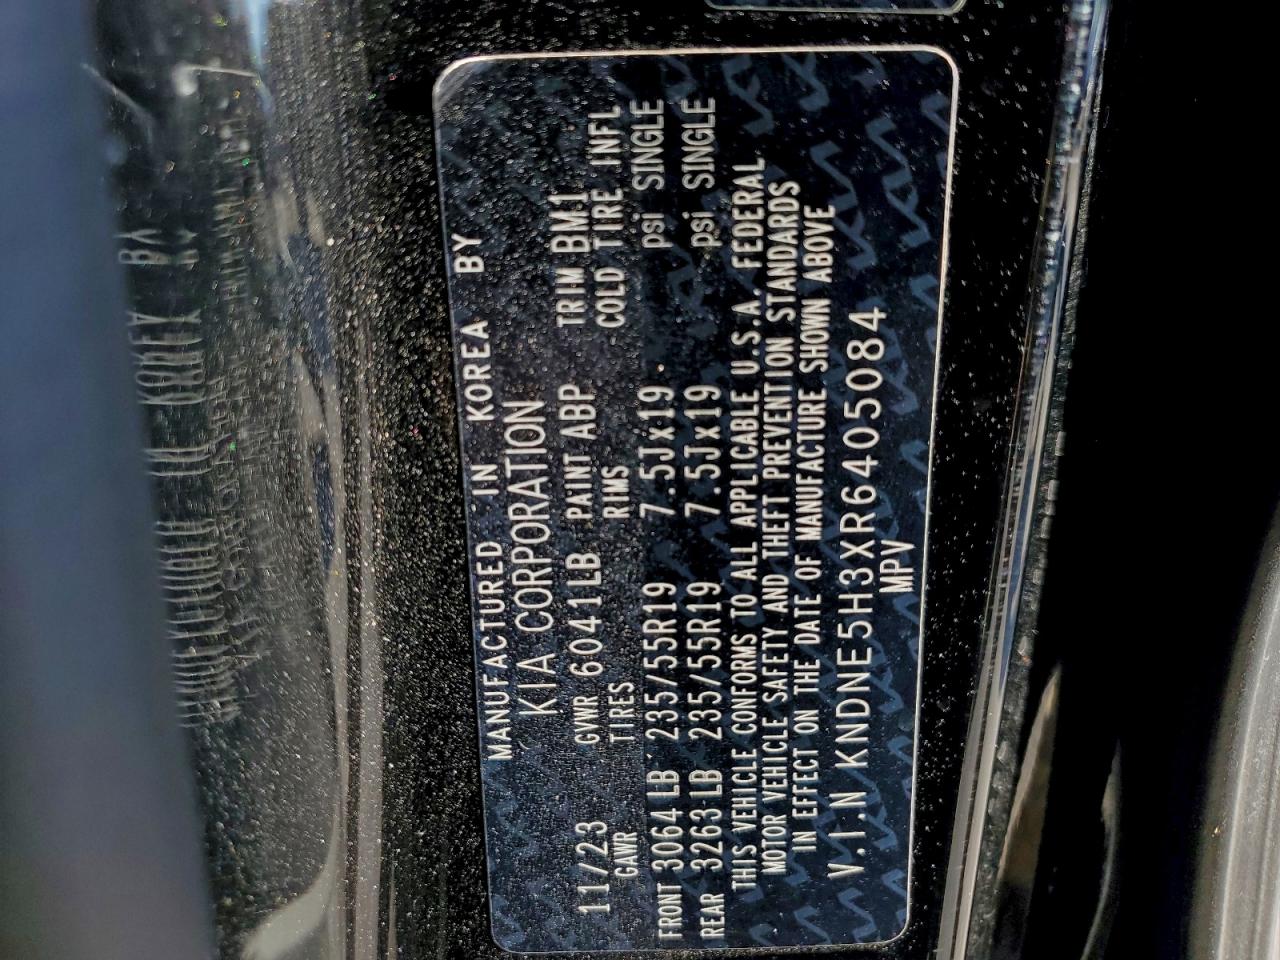 MANUFACTURED IN KOREA BY
KIA CORPORATION
11/23 GVWR 6041LB PAINT ABP TRIM BM1
GAWR TIRES RIMS COLD TIRE INFL
FRONT 3064 LB 235/55R19 7.5Jx19 psi SINGLE
REAR 3263 LB 235/55R19 7.5Jx19 psi SINGLE
THIS VEHICLE CONFORMS TO ALL APPLICABLE U.S.A. FEDERAL
MOTOR VEHICLE SAFETY AND THEFT PREVENTION STANDARDS
IN EFFECT ON THE DATE OF MANUFACTURE SHOWN ABOVE
V.I.N KNDNE5H3XR6405084
MPV